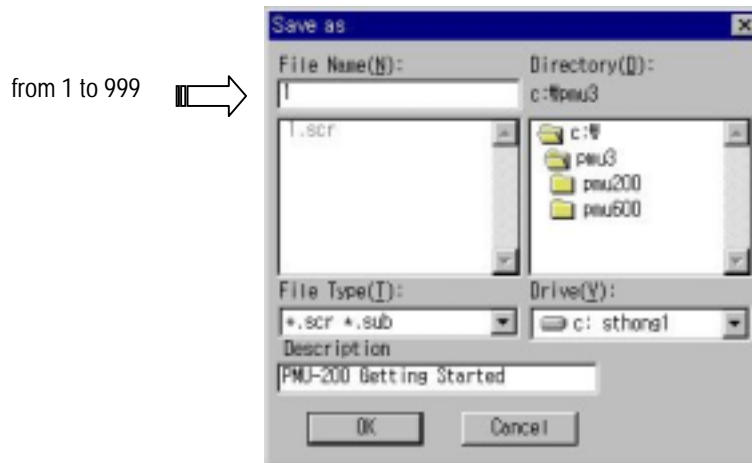 Save as
File Name(N):
Directory(D):
from 1 to 999
1
c:₩pmu3
1.scr
c:₩
pmu3
pmu200
pmu600
File Type(T):
Drive(V):
*.scr *.sub
c: sthong1
Description
PMU-200 Getting Started
OK
Cancel